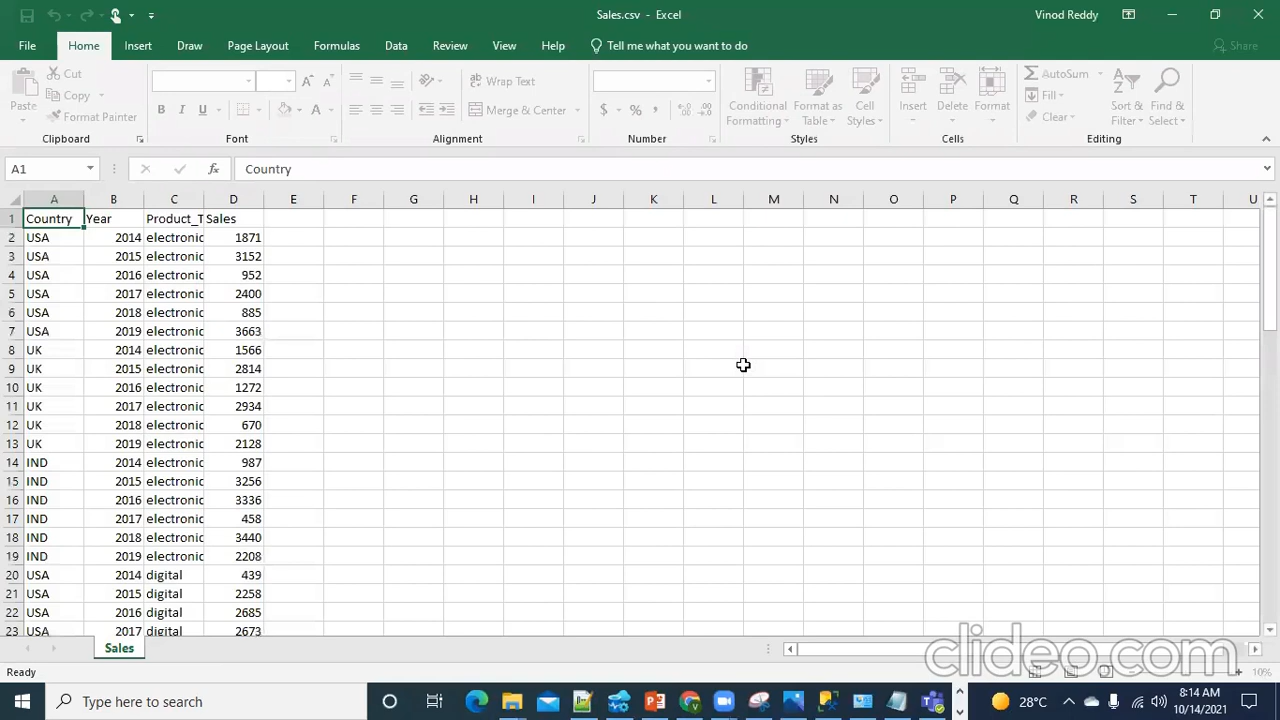 Sales.csv - Excel
Vinod Reddy
File Home Insert Draw Page Layout Formulas Data Review View Help Tell me what you want to do Share
Paste
Cut
Copy
Format Painter
Wrap Text
Merge & Center
$ % ,
Conditional Formatting
Format as Table
Cell Styles
Insert Delete Format
AutoSum
Fill
Clear
Sort & Filter
Find & Select
Clipboard Font Alignment Number Styles Cells Editing
A1 fx Country
A B C D E F G H I J K L M N O P Q R S T U
1 Country Year Product_T Sales
2 USA 2014 electronic 1871
3 USA 2015 electronic 3152
4 USA 2016 electronic 952
5 USA 2017 electronic 2400
6 USA 2018 electronic 885
7 USA 2019 electronic 3663
8 UK 2014 electronic 1566
9 UK 2015 electronic 2814
10 UK 2016 electronic 1272
11 UK 2017 electronic 2934
12 UK 2018 electronic 670
13 UK 2019 electronic 2128
14 IND 2014 electronic 987
15 IND 2015 electronic 3256
16 IND 2016 electronic 3336
17 IND 2017 electronic 458
18 IND 2018 electronic 3440
19 IND 2019 electronic 2208
20 USA 2014 digital 439
21 USA 2015 digital 2258
22 USA 2016 digital 2685
23 USA 2017 digital 2673
Sales
clideo.com
Ready
10%
Type here to search
28°C
8:14 AM
10/14/2021